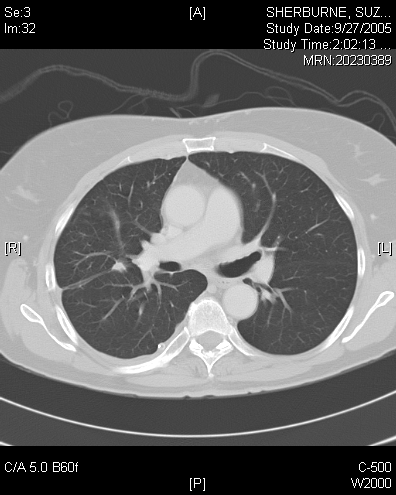 Se:3
Im:32
[A]
SHERBURNE, SUZ...
Study Date:9/27/2005
Study Time:2:02:13 ...
MRN:20230389
[R]
[L]
C/A 5.0 B60f
[P]
C-500
W2000